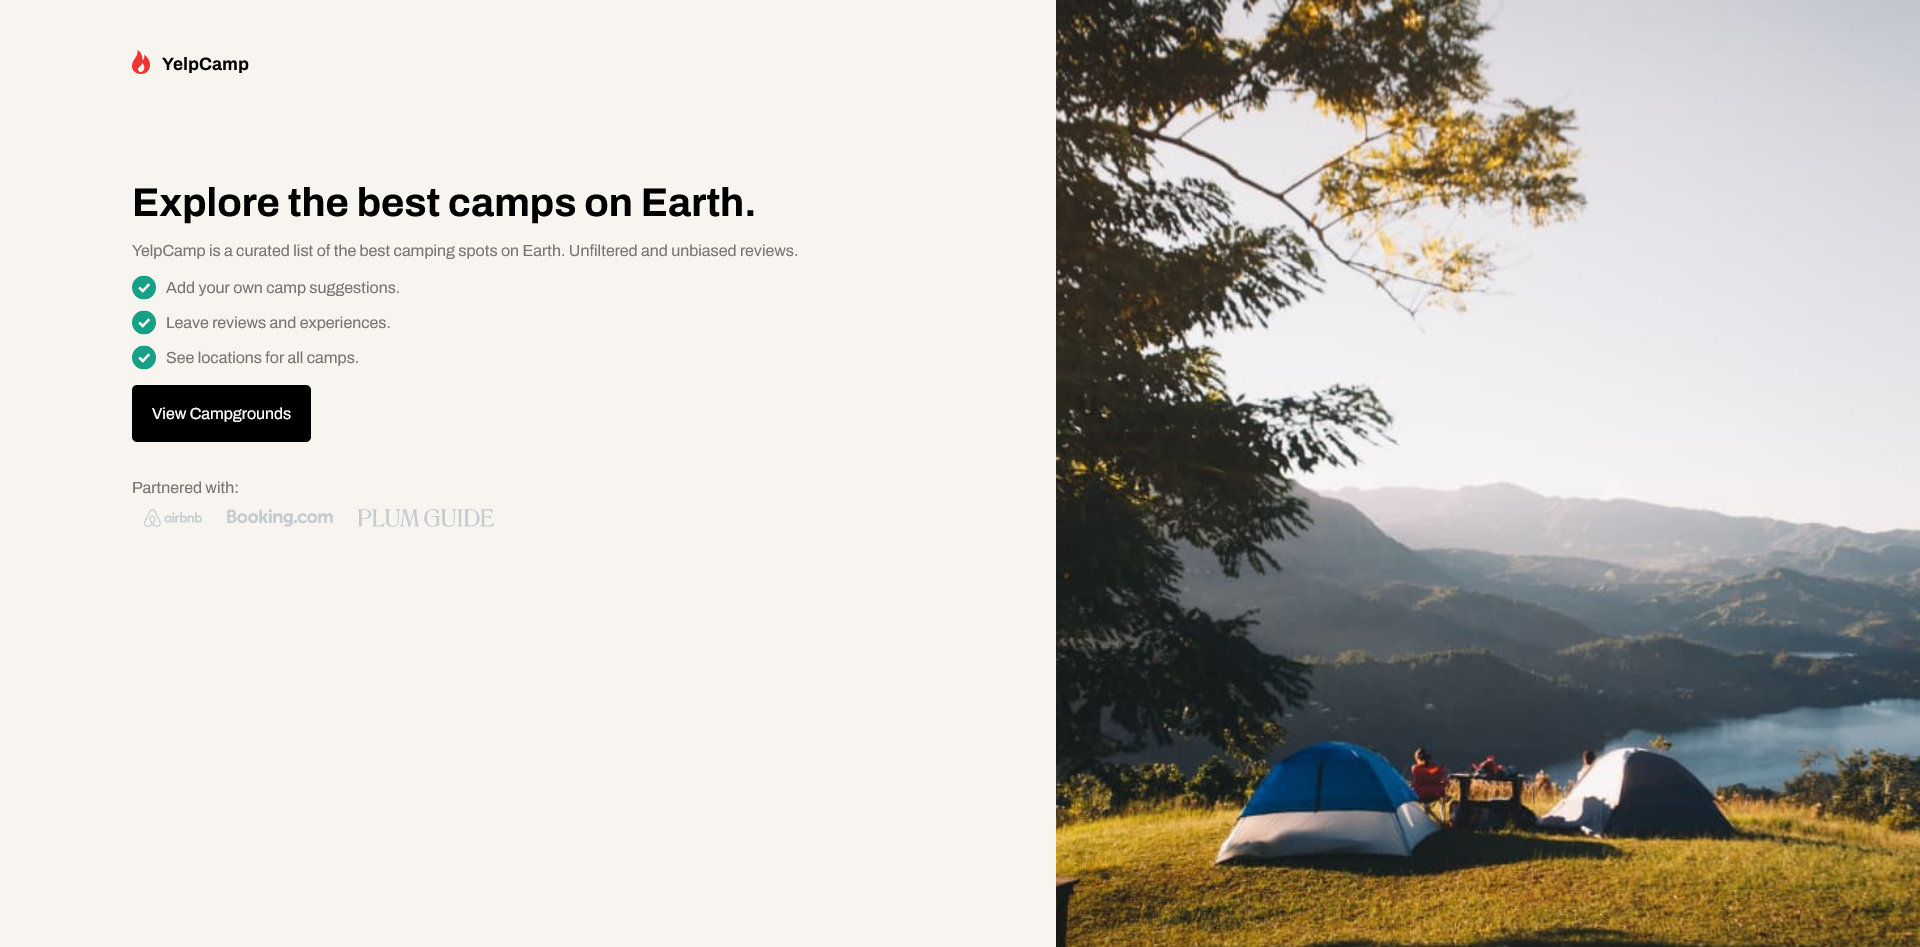 YelpCamp
Explore the best camps on Earth.
YelpCamp is a curated list of the best camping spots on Earth. Unfiltered and unbiased reviews.
Add your own camp suggestions.
Leave reviews and experiences.
See locations for all camps.
View Campgrounds
Partnered with:
airbnb Booking.com PLUM GUIDE